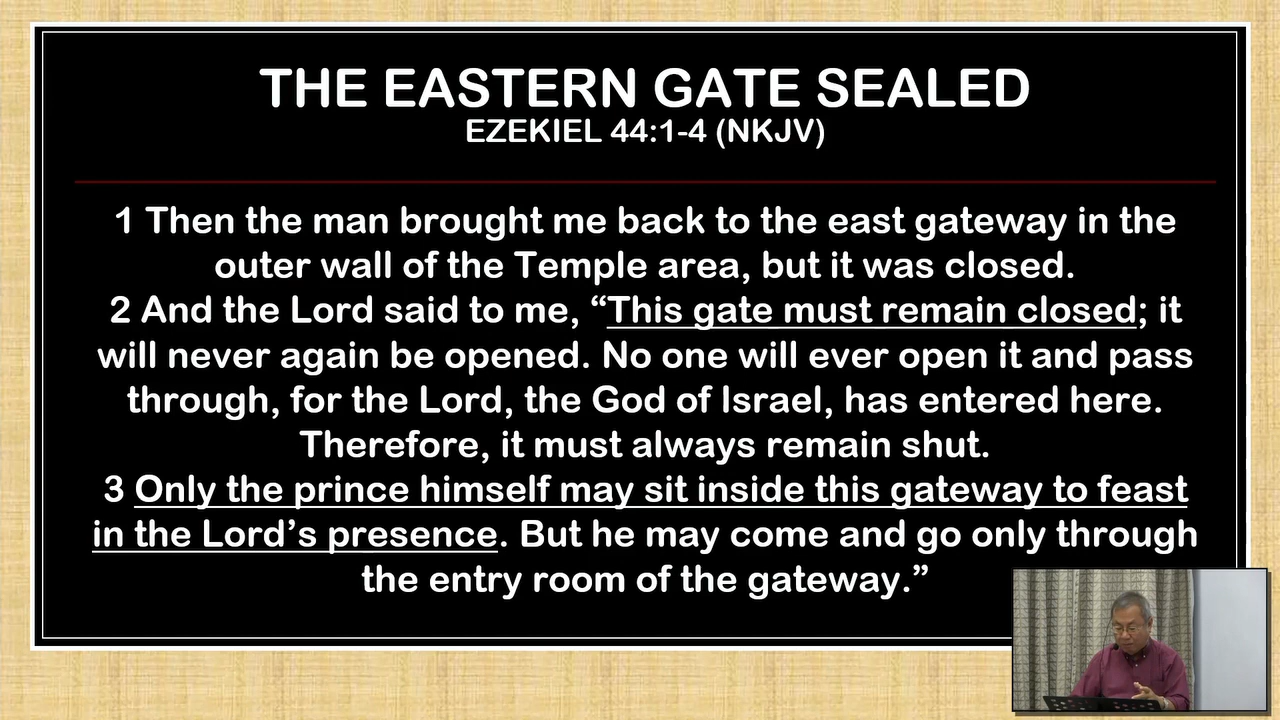 THE EASTERN GATE SEALED
EZEKIEL 44:1-4 (NKJV)
1 Then the man brought me back to the east gateway in the
outer wall of the Temple area, but it was closed.
2 And the Lord said to me, “This gate must remain closed; it
will never again be opened. No one will ever open it and pass
through, for the Lord, the God of Israel, has entered here.
Therefore, it must always remain shut.
3 Only the prince himself may sit inside this gateway to feast
in the Lord’s presence. But he may come and go only through
the entry room of the gateway.”